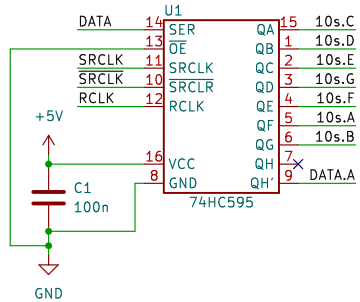 U1
DATA 14 SER QA 15 10s.C
13 OE QB 1 10s.D
SRCLK 11 SRCLK QC 2 10s.E
SRCLK 10 SRCLR QD 3 10s.G
RCLK 12 RCLK QE 4 10s.F
+5V QF 5 10s.A
QG 6 10s.B
16 VCC QH 7
8 GND QH' 9 DATA.A
C1
100n
74HC595
GND